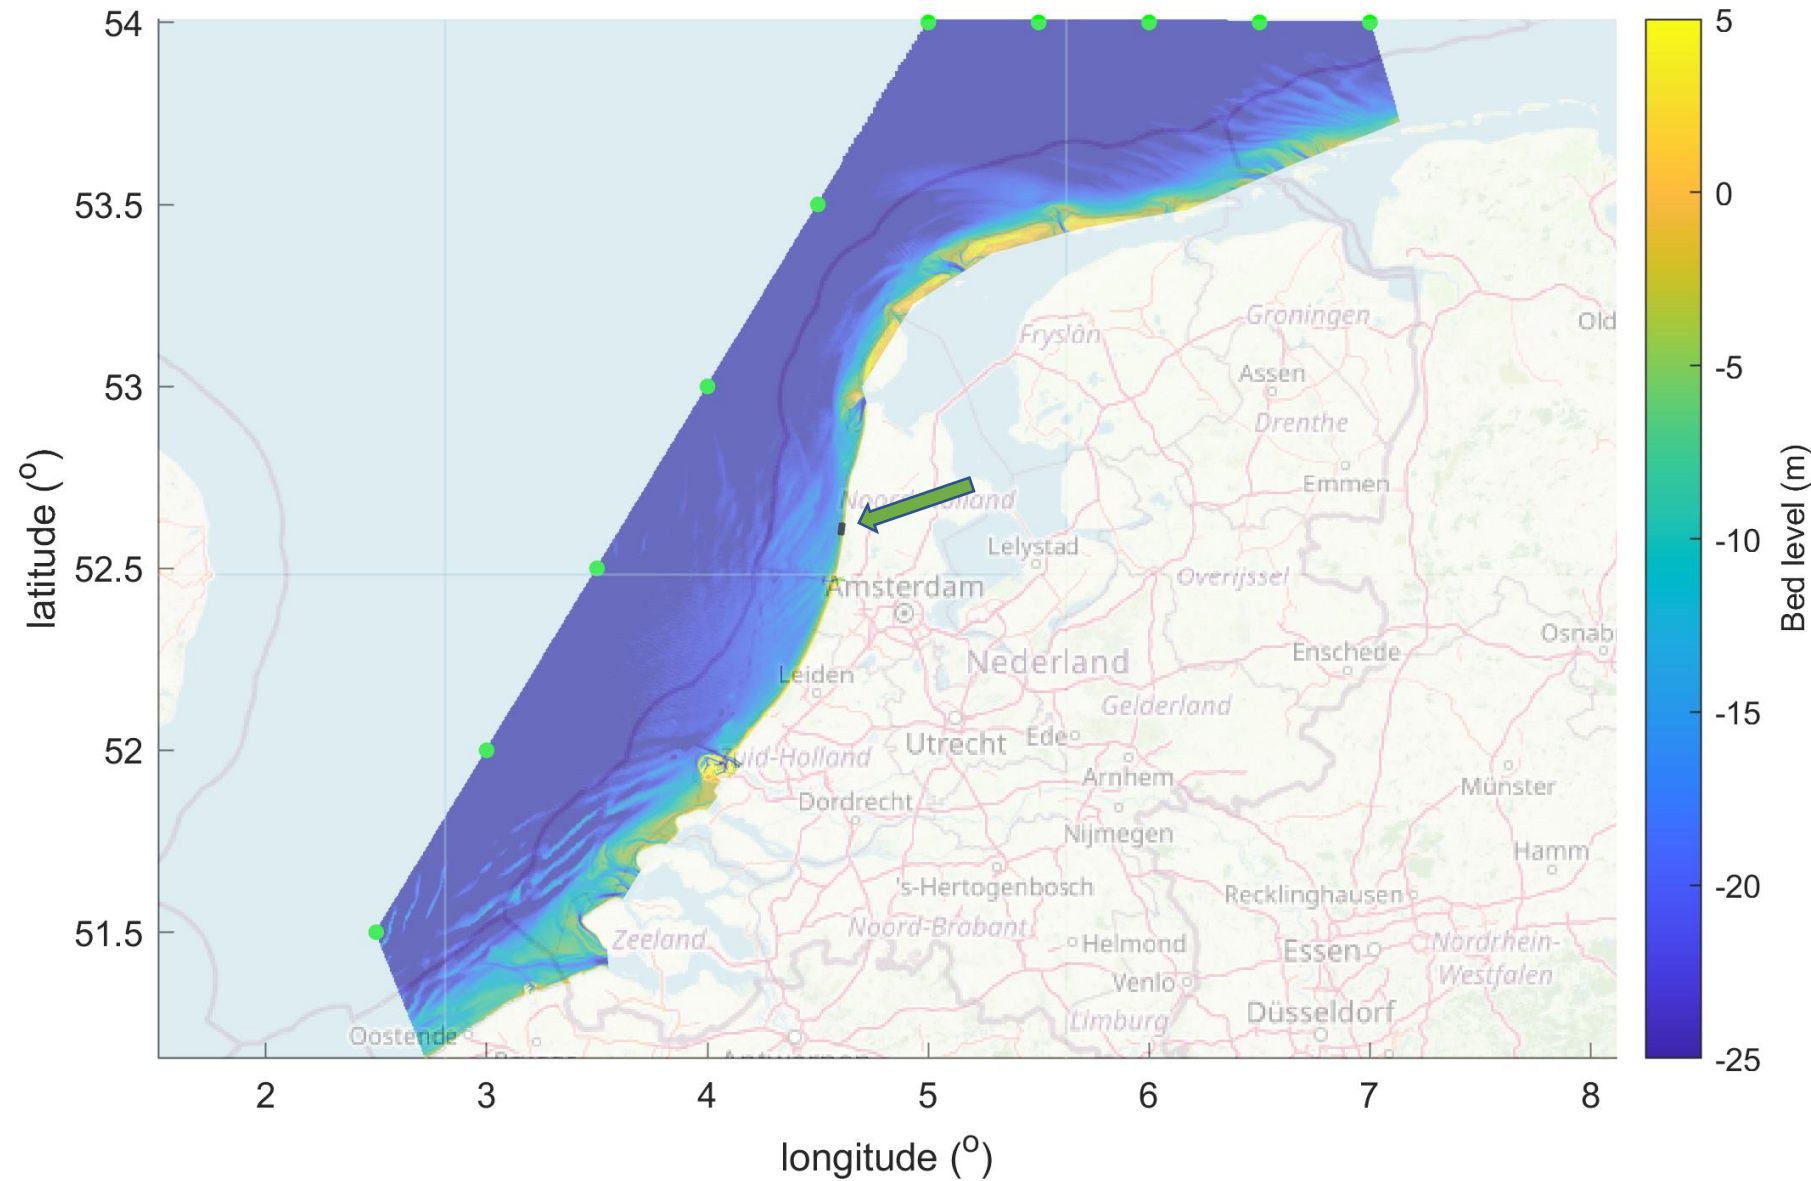 54
53.5
53
52.5
52
51.5
latitude (o)
2
3
4
5
6
7
8
longitude (o)
5
0
-5
-10
-15
-20
-25
Bed level (m)
Fryslân
Groningen
Old
Assen
Drenthe
Emmen
Noord-Holland
Lelystad
Overijssel
Amsterdam
Osnab
Enschede
Nederland
Leiden
Gelderland
Utrecht
Ede
Zuid-Holland
Arnhem
Münster
Dordrecht
Nijmegen
Hamm
's-Hertogenbosch
Recklinghausen
Noord-Brabant
Zeeland
Helmond
Essen
Nordrhein-
Westfalen
Venlo
Düsseldorf
Limburg
Oostende
Antwerpen